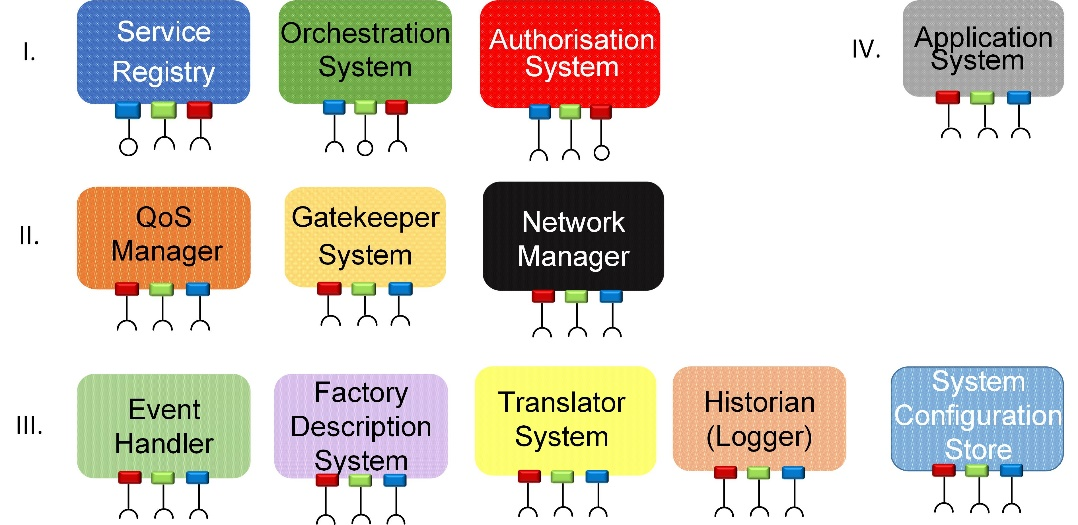 I.
Service
Registry
Orchestration
System
Authorisation
System
IV.
Application
System
II.
QoS
Manager
Gatekeeper
System
Network
Manager
III.
Event
Handler
Factory
Description
System
Translator
System
Historian
(Logger)
System
Configuration
Store